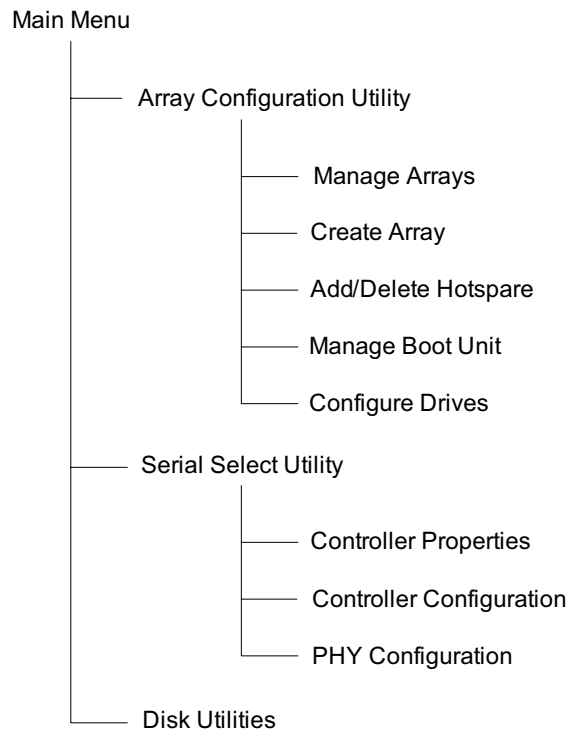 Main Menu
Array Configuration Utility
Manage Arrays
Create Array
Add/Delete Hotspare
Manage Boot Unit
Configure Drives
Serial Select Utility
Controller Properties
Controller Configuration
PHY Configuration
Disk Utilities